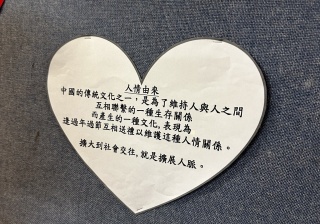 人情由來
中國的傳統文化之一，是為了維持人與人之間
互相聯繫的一種生存關係
而產生的一種文化，表現為
逢過年過節互相送禮以維護這種人情關係。
擴大到社會交往，就是擴展人脈。